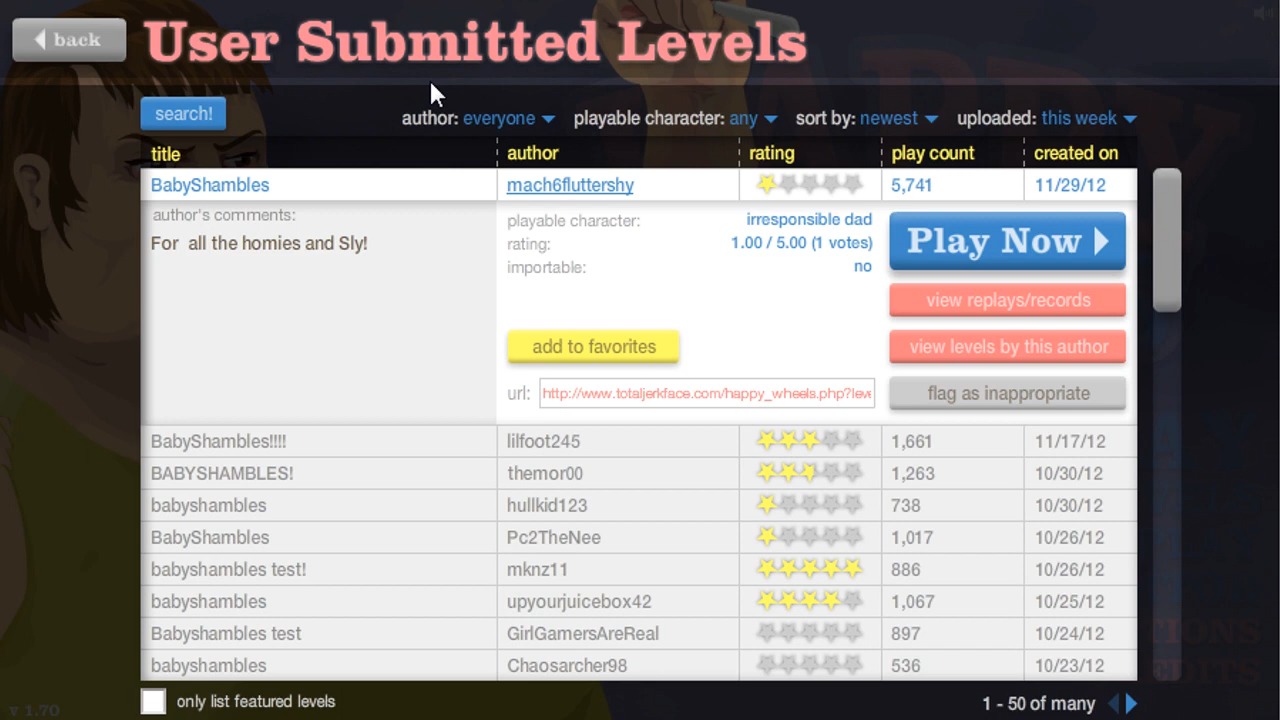 back
User Submitted Levels
search!
author: everyone playable character: any sort by: newest uploaded: this week
title author rating play count created on
BabyShambles mach6fluttershy 5,741 11/29/12
author's comments:
For all the homies and Sly!
playable character: irresponsible dad
rating: 1.00 / 5.00 (1 votes)
importable: no
Play Now
view replays/records
add to favorites
view levels by this author
url: http://www.totaljerkface.com/happy_wheels.php?lev
flag as inappropriate
BabyShambles!!!! lilfoot245 1,661 11/17/12
BABYSHAMBLES! themor00 1,263 10/30/12
babyshambles hullkid123 738 10/30/12
BabyShambles Pc2TheNee 1,017 10/26/12
babyshambles test! mknz11 886 10/26/12
babyshambles upyourjuicebox42 1,067 10/25/12
Babyshambles test GirlGamersAreReal 897 10/24/12
babyshambles Chaosarcher98 536 10/23/12
only list featured levels
1 - 50 of many
v 1.70